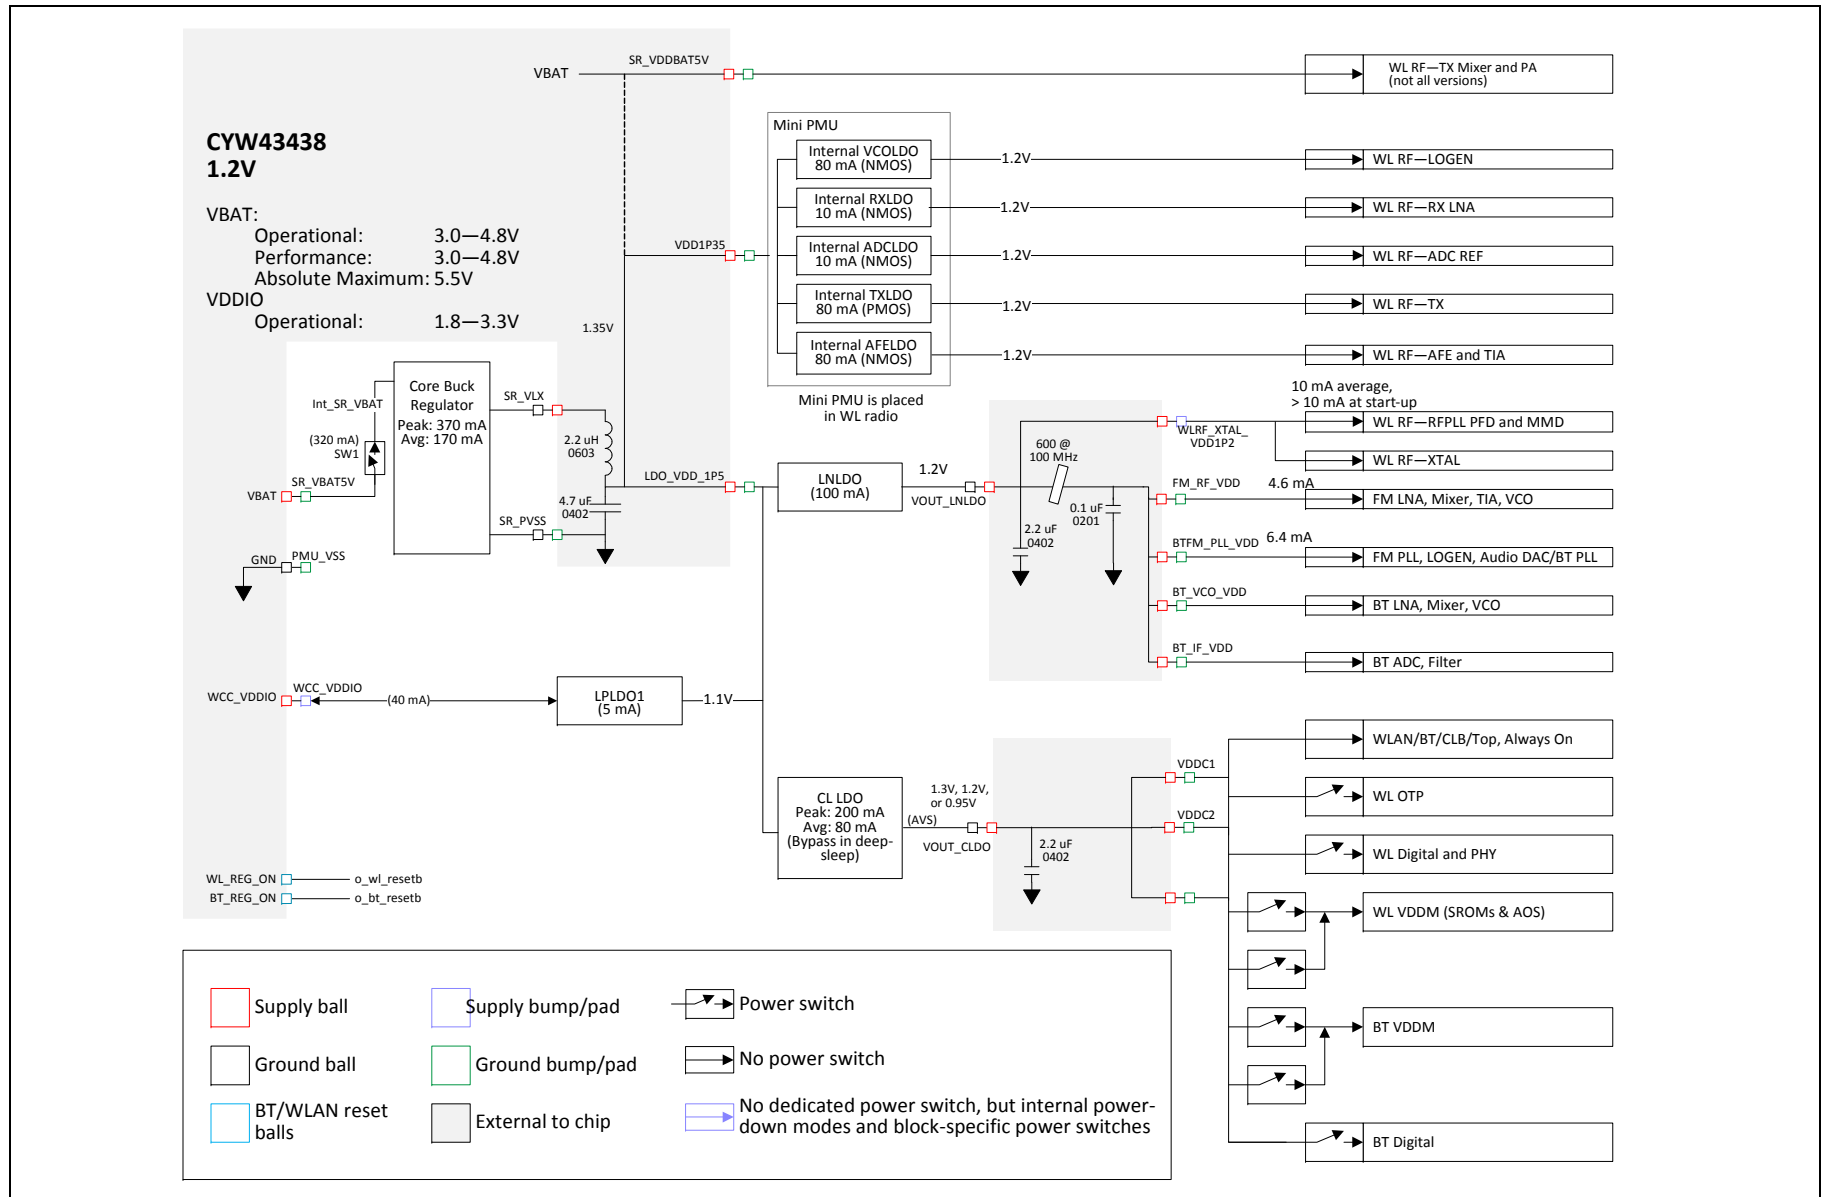 SR_VDDBAT5V
VBAT
WL RF—TX Mixer and PA
(not all versions)
CYW43438
1.2V
VBAT:
Operational: 3.0—4.8V
Performance: 3.0—4.8V
Absolute Maximum: 5.5V
VDDIO
Operational: 1.8—3.3V
Mini PMU
Internal VCOLDO
80 mA (NMOS)
1.2V
WL RF—LOGEN
Internal RXLDO
10 mA (NMOS)
1.2V
WL RF—RX LNA
VDD1P35
Internal ADCLDO
10 mA (NMOS)
1.2V
WL RF—ADC REF
Internal TXLDO
80 mA (PMOS)
1.2V
WL RF—TX
1.35V
Internal AFELDO
80 mA (NMOS)
1.2V
WL RF—AFE and TIA
Mini PMU is placed
in WL radio
Core Buck
Regulator
Peak: 370 mA
Avg: 170 mA
Int_SR_VBAT
(320 mA)
SW1
SR_VBAT5V
VBAT
SR_VLX
2.2 uH
0603
4.7 uF
0402
SR_PVSS
GND
PMU_VSS
LDO_VDD_1P5
LNLDO
(100 mA)
1.2V
VOUT_LNLDO
600 @
100 MHz
2.2 uF
0402
0.1 uF
0201
10 mA average,
> 10 mA at start-up
WLRF_XTAL_
VDD1P2
WL RF—RFPLL PFD and MMD
WL RF—XTAL
FM_RF_VDD
4.6 mA
FM LNA, Mixer, TIA, VCO
BTFM_PLL_VDD
6.4 mA
FM PLL, LOGEN, Audio DAC/BT PLL
BT_VCO_VDD
BT LNA, Mixer, VCO
BT_IF_VDD
BT ADC, Filter
WCC_VDDIO
WCC_VDDIO
(40 mA)
LPLDO1
(5 mA)
1.1V
CL LDO
Peak: 200 mA
Avg: 80 mA
(Bypass in deep-
sleep)
1.3V, 1.2V,
or 0.95V
(AVS)
VOUT_CLDO
2.2 uF
0402
VDDC1
VDDC2
WLAN/BT/CLB/Top, Always On
WL OTP
WL Digital and PHY
WL VDDM (SROMs & AOS)
BT VDDM
BT Digital
WL_REG_ON
o_wl_resetb
BT_REG_ON
o_bt_resetb
Supply ball
Supply bump/pad
Power switch
Ground ball
Ground bump/pad
No power switch
BT/WLAN reset
balls
External to chip
No dedicated power switch, but internal power-
down modes and block-specific power switches